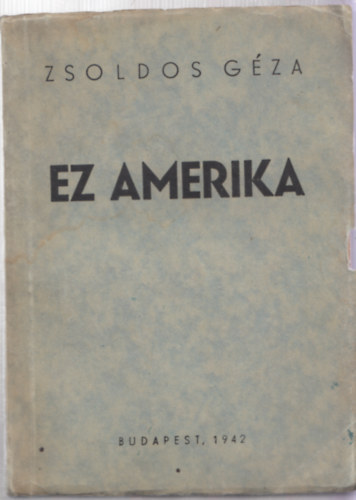 ZSOLDOS GÉZA
EZ AMERIKA
BUDAPEST, 1942